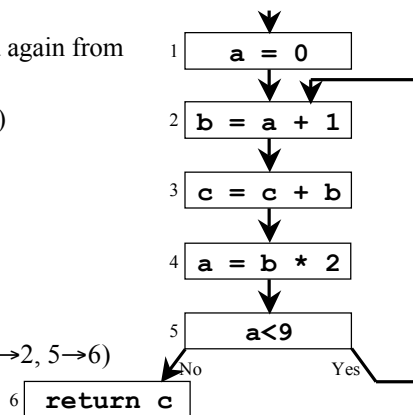 again from
1 a = 0
)
2 b = a + 1
3 c = c + b
4 a = b * 2
5 a<9
→2, 5→6)
No Yes
6 return c